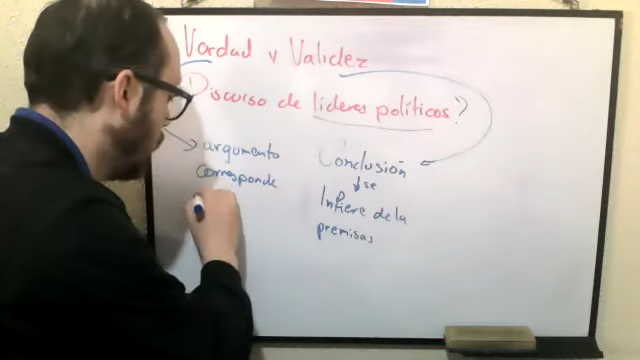 Verdad y Validez
¿Discurso de lideres politicos?
argumento
corresponde
Conclusión
se
Infiere de la
premisas